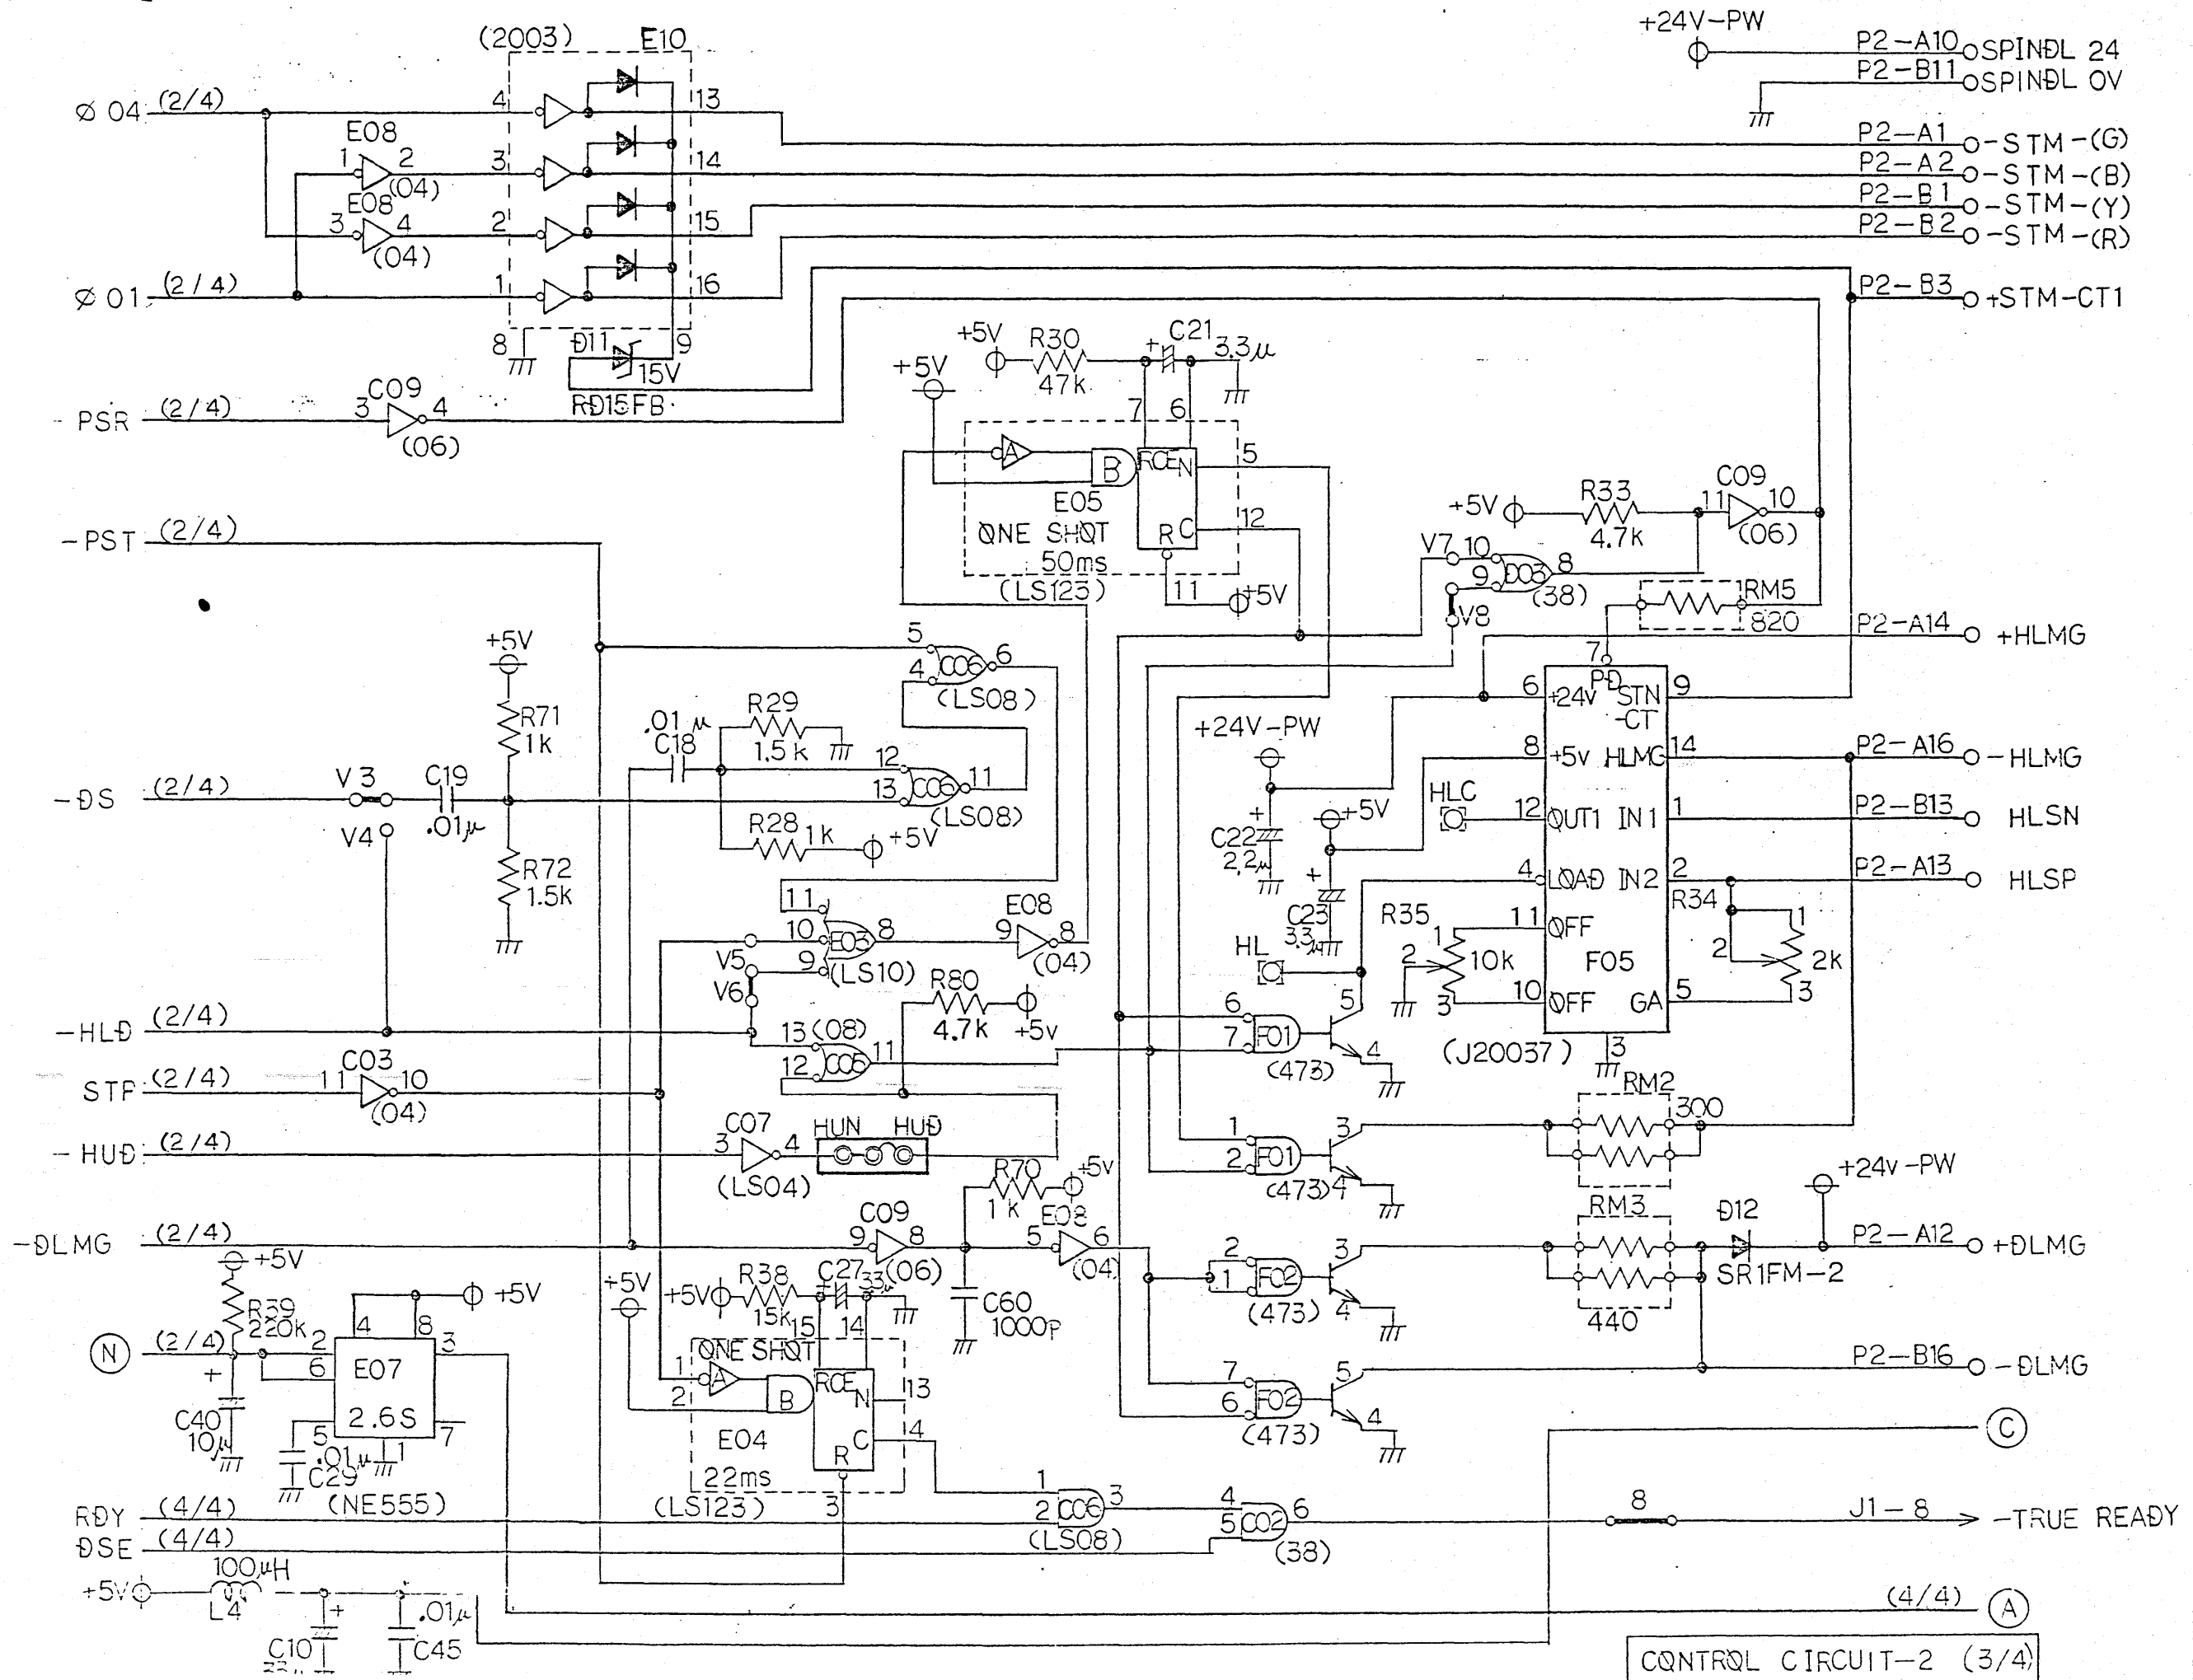 +24V-PW
P2-A10 SPINDL 24
P2-B11 SPINDL 0V
(2003) E10
Ø 04 (2/4) 4 13
P2-A1 -STM-(G)
E08
1 2 (04) 3 14
P2-A2 -STM-(B)
E08
3 4 (04) 2 15
P2-B1 -STM-(Y)
P2-B2 -STM-(R)
Ø 01 (2/4) 1 16
P2-B3 +STM-CT1
8 D11 15V 9
RD15FB
- PSR (2/4) C09 3 4 (06)
+5V +5V R30 47k C21 + 3.3μ
7 6
A B RCE N 5
E05
ONE SHOT
50ms
R C 12
(LS123) 11 +5V
-PST (2/4)
+5V R33 4.7k C09 11 10 (06)
V7 10 9 D03 8 (38)
V8
RM5 820
P2-A14 +HLMG
+5V
R71 1k
5 4 C06 6 (LS08)
.01μ C18 R29 1.5k
12 13 C06 11 (LS08)
R28 1k +5V
-DS (2/4) V3 C19 .01μ
V4
R72 1.5k
+24V-PW
C22 + 2.2μ
+5V
C23 + 3.3μ
HLC
7 PD
6 +24V STN -CT 9
8 +5V HLMG 14 P2-A16 -HLMG
12 OUT1 IN1 1 P2-B13 HLSN
4 LOAD IN2 2 P2-A13 HLSP
11 OFF F05
10 OFF GA 5
3
(J20037)
R35 1 2 3 10k
R34 1 2 3 2k
HL
11 10 9 E03 8 (LS10)
E08 9 8 (04)
V5
V6
R80 4.7k +5V
-HLD (2/4) 13 12 (08) C05 11
6 7 F01 5 4 (473)
STP (2/4) C03 11 10 (04)
RM2 300
-HUD (2/4) C07 3 4 (LS04) HUN HUD
1 2 F01 3 4 (473)
R70 1k +5V
+24V-PW
-DLMG (2/4) C09 9 8 (06) E08 5 6 (04)
C60 1000P
2 1 F02 3 4 (473)
RM3 440
D12 SR1FM-2
P2-A12 +DLMG
+5V R39 220k
+5V
N (2/4) 2 6 4 8 3
E07
2.6S
5 1 7
C40 + 10μ
.01μ C29
(NE555)
+5V +5V R38 15k C27 + .33μ
15 14
ONE SHOT
1 2 A B RCE N 13
E04
R C 4
22ms
(LS123) 3
7 6 F02 5 4 (473)
P2-B16 -DLMG
C
RDY (4/4) 1 2 C06 3 (LS08)
DSE (4/4) 4 5 C02 6 (38)
8 J1-8 -TRUE READY
+5V 100μH L4
C10 +
.01μ C45
(4/4) A
CONTROL CIRCUIT-2 (3/4)